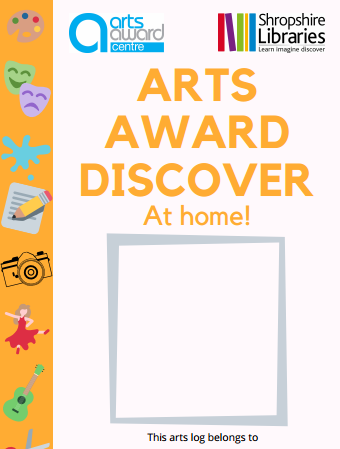 arts
award
centre
Shropshire
Libraries
Learn imagine discover
ARTS
AWARD
DISCOVER
At home!
This arts log belongs to